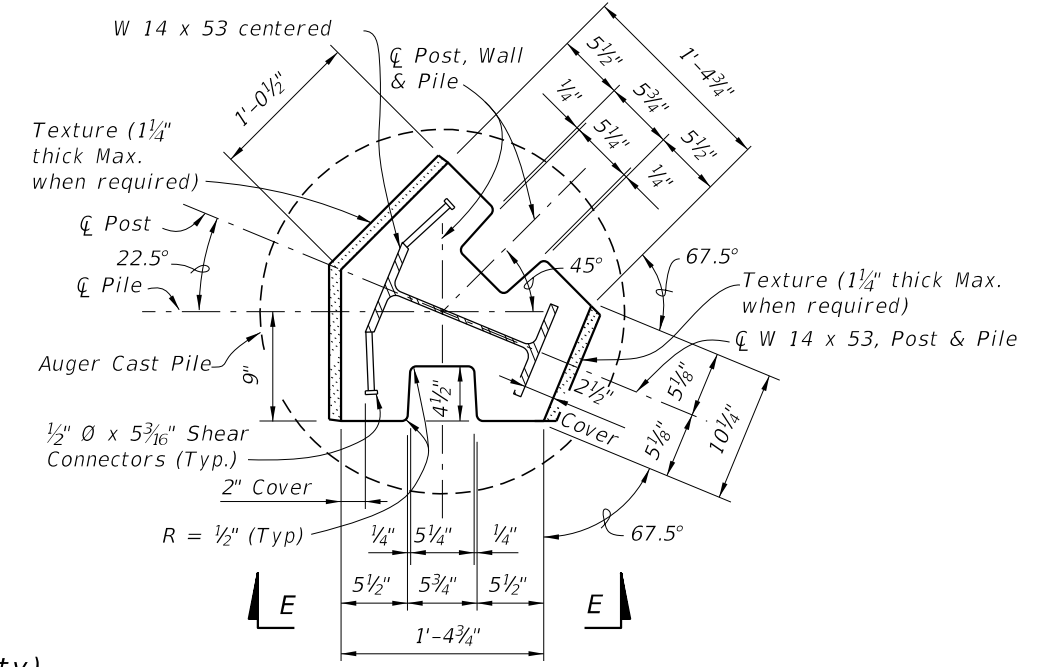 W 14 x 53 centered
℄ Post, Wall
& Pile
1'-0½"
5½"
1'-4¾"
¼"
5¾"
5¼"
5½"
¼"
Texture (1¼"
thick Max.
when required)
℄ Post
22.5°
℄ Pile
45°
67.5°
Texture (1¼" thick Max.
when required)
℄ W 14 x 53, Post & Pile
Auger Cast Pile
9"
4½"
2½"
Cover
5⅛"
5⅛"
10¼"
½" Ø x 5³⁄₁₆" Shear
Connectors (Typ.)
2" Cover
R = ½" (Typ)
¼"
5¼"
¼"
67.5°
5½"
5¾"
5½"
E
E
1'-4¾"
ty)